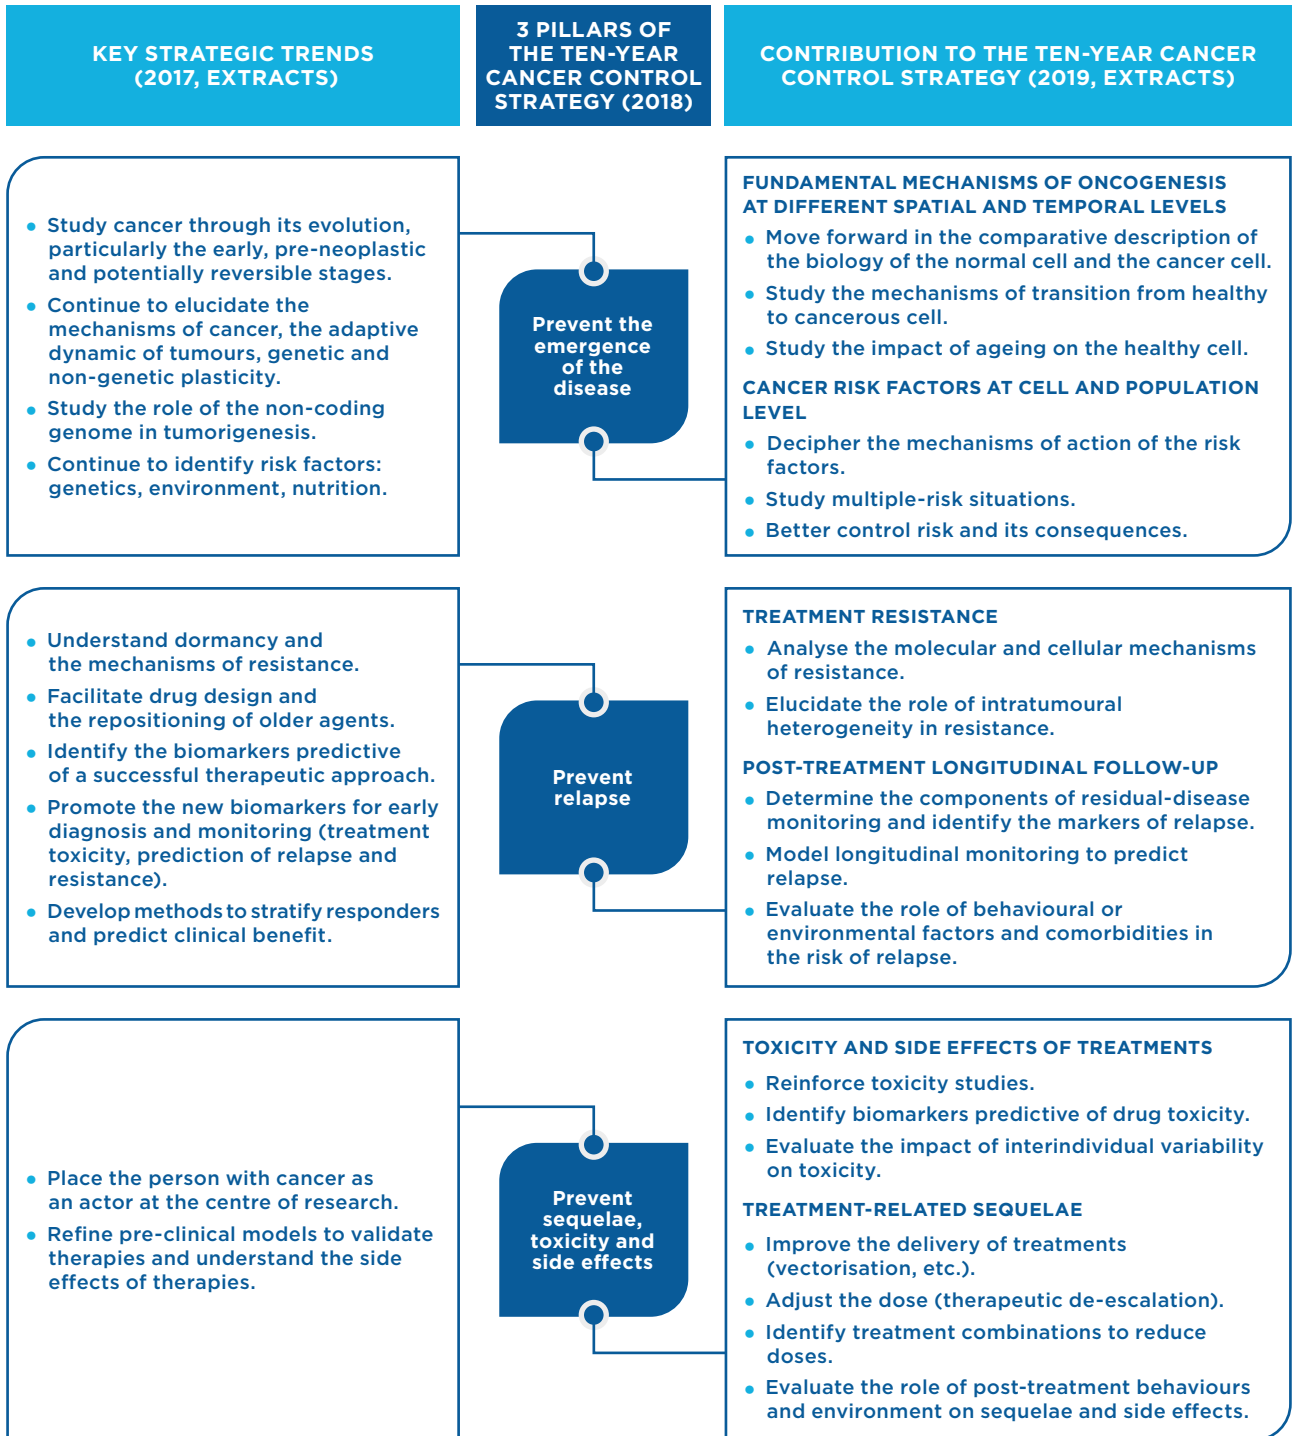 KEY STRATEGIC TRENDS
(2017, EXTRACTS)
3 PILLARS OF
THE TEN-YEAR
CANCER CONTROL
STRATEGY (2018)
CONTRIBUTION TO THE TEN-YEAR CANCER
CONTROL STRATEGY (2019, EXTRACTS)
• Study cancer through its evolution,
particularly the early, pre-neoplastic
and potentially reversible stages.
• Continue to elucidate the
mechanisms of cancer, the adaptive
dynamic of tumours, genetic and
non-genetic plasticity.
• Study the role of the non-coding
genome in tumorigenesis.
• Continue to identify risk factors:
genetics, environment, nutrition.
Prevent the
emergence
of the
disease
FUNDAMENTAL MECHANISMS OF ONCOGENESIS
AT DIFFERENT SPATIAL AND TEMPORAL LEVELS
• Move forward in the comparative description of
the biology of the normal cell and the cancer cell.
• Study the mechanisms of transition from healthy
to cancerous cell.
• Study the impact of ageing on the healthy cell.
CANCER RISK FACTORS AT CELL AND POPULATION
LEVEL
• Decipher the mechanisms of action of the risk
factors.
• Study multiple-risk situations.
• Better control risk and its consequences.
• Understand dormancy and
the mechanisms of resistance.
• Facilitate drug design and
the repositioning of older agents.
• Identify the biomarkers predictive
of a successful therapeutic approach.
• Promote the new biomarkers for early
diagnosis and monitoring (treatment
toxicity, prediction of relapse and
resistance).
• Develop methods to stratify responders
and predict clinical benefit.
Prevent
relapse
TREATMENT RESISTANCE
• Analyse the molecular and cellular mechanisms
of resistance.
• Elucidate the role of intratumoural
heterogeneity in resistance.
POST-TREATMENT LONGITUDINAL FOLLOW-UP
• Determine the components of residual-disease
monitoring and identify the markers of relapse.
• Model longitudinal monitoring to predict
relapse.
• Evaluate the role of behavioural or
environmental factors and comorbidities in
the risk of relapse.
• Place the person with cancer as
an actor at the centre of research.
• Refine pre-clinical models to validate
therapies and understand the side
effects of therapies.
Prevent
sequelae,
toxicity and
side effects
TOXICITY AND SIDE EFFECTS OF TREATMENTS
• Reinforce toxicity studies.
• Identify biomarkers predictive of drug toxicity.
• Evaluate the impact of interindividual variability
on toxicity.
TREATMENT-RELATED SEQUELAE
• Improve the delivery of treatments
(vectorisation, etc.).
• Adjust the dose (therapeutic de-escalation).
• Identify treatment combinations to reduce
doses.
• Evaluate the role of post-treatment behaviours
and environment on sequelae and side effects.